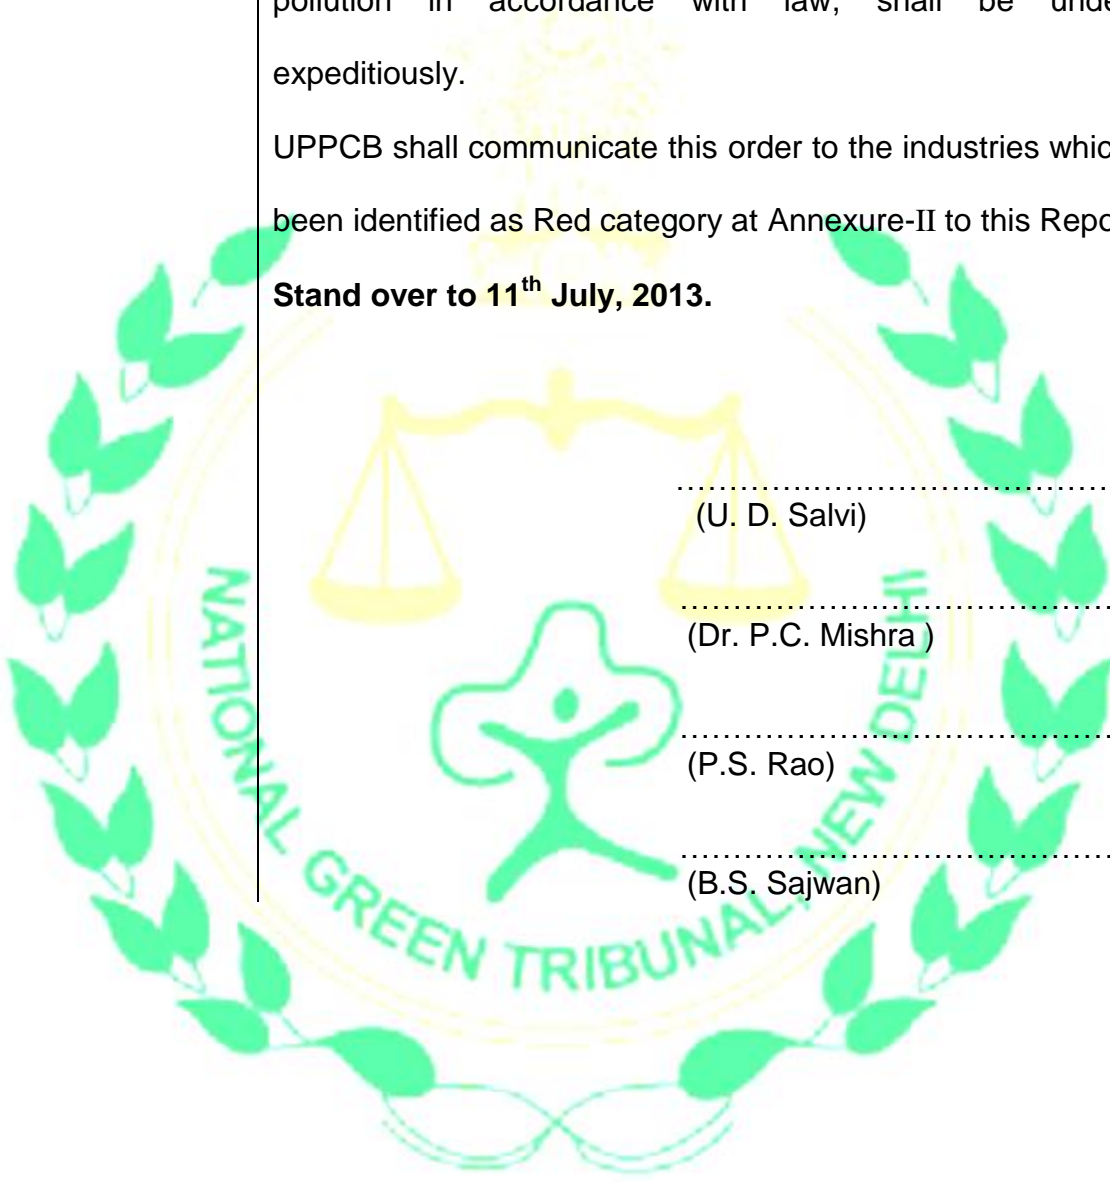 pollution in accordance with law, shall be unde
expeditiously.
UPPCB shall communicate this order to the industries whic
been identified as Red category at Annexure-II to this Repo
Stand over to 11th July, 2013.
……………………………………
(U. D. Salvi)
……………………………………
(Dr. P.C. Mishra )
……………………………………
(P.S. Rao)
……………………………………
(B.S. Sajwan)
NATIONAL GREEN TRIBUNAL, NEW DELHI